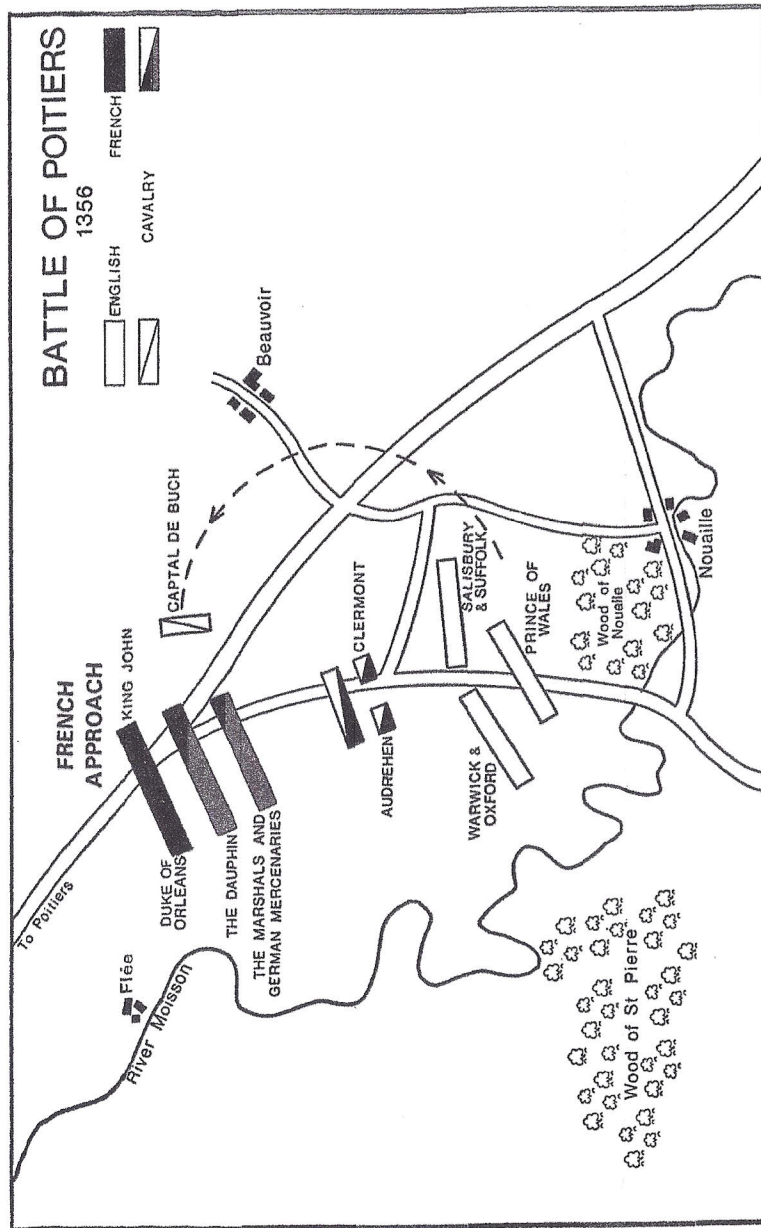 BATTLE OF POITIERS
1356
ENGLISH
FRENCH
CAVALRY
FRENCH
APPROACH
To Poitiers
Flée
River Moisson
KING JOHN
DUKE OF
ORLEANS
THE DAUPHIN
THE MARSHALS AND
GERMAN MERCENARIES
CAPTAL DE BUCH
Beauvoir
CLERMONT
AUDREHEN
SALISBURY
& SUFFOLK
WARWICK &
OXFORD
PRINCE OF
WALES
Wood of
Nouelle
Nouaille
Wood of St Pierre